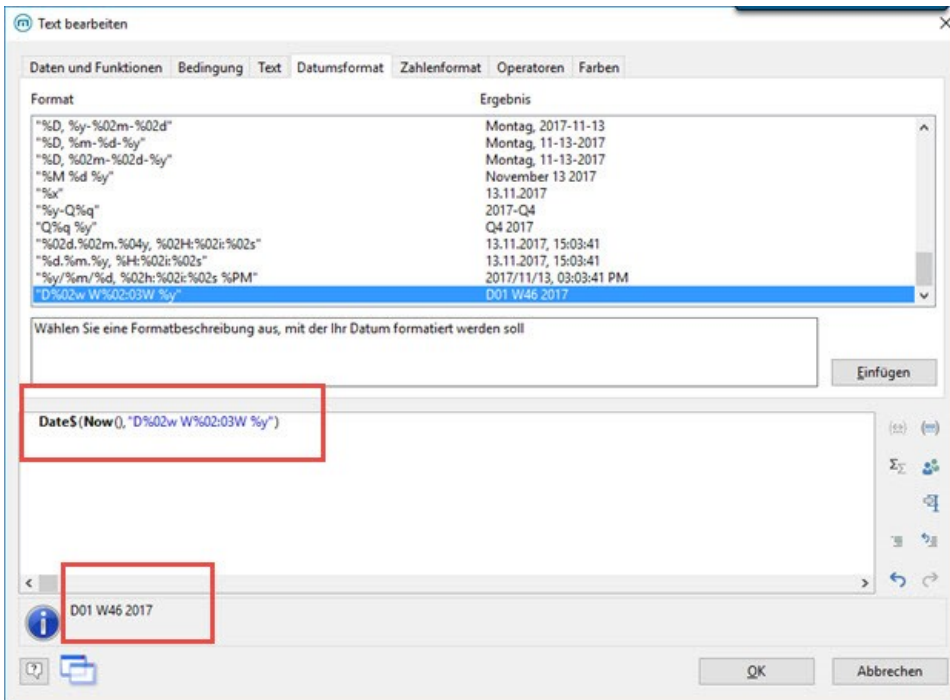 Text bearbeiten
Daten und Funktionen Bedingung Text Datumsformat Zahlenformat Operatoren Farben
Format Ergebnis
"%D, %y-%02m-%02d" Montag, 2017-11-13
"%D, %m-%d-%y" Montag, 11-13-2017
"%D, %02m-%02d-%y" Montag, 11-13-2017
"%M %d %y" November 13 2017
"%x" 13.11.2017
"%y-Q%q" 2017-Q4
"Q%q %y" Q4 2017
"%02d.%02m.%04y, %02H:%02i:%02s" 13.11.2017, 15:03:41
"%d.%m.%y, %H:%02i:%02s" 13.11.2017, 15:03:41
"%y/%m/%d, %02h:%02i:%02s %PM" 2017/11/13, 03:03:41 PM
"D%02w W%02:03W %y" D01 W46 2017
Wählen Sie eine Formatbeschreibung aus, mit der Ihr Datum formatiert werden soll
Einfügen
Date$(Now(),"D%02w W%02:03W %y")
D01 W46 2017
OK Abbrechen